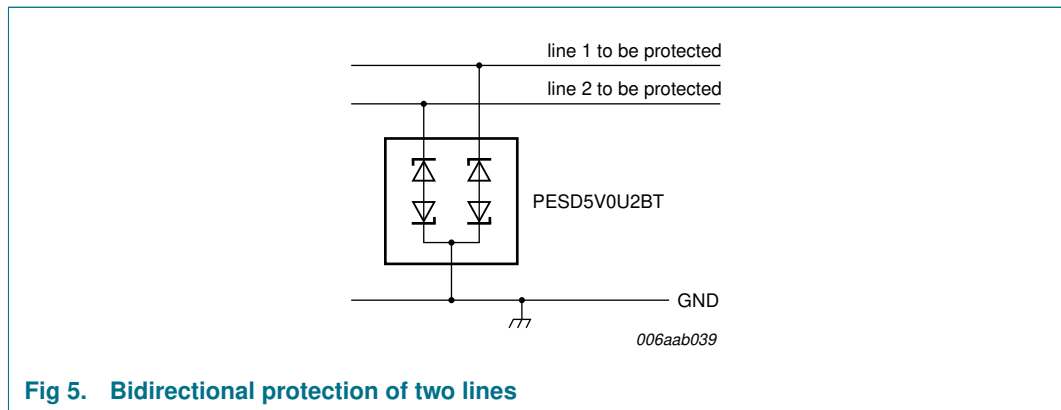 line 1 to be protected
line 2 to be protected
PESD5V0U2BT
GND
006aab039
Fig 5. Bidirectional protection of two lines